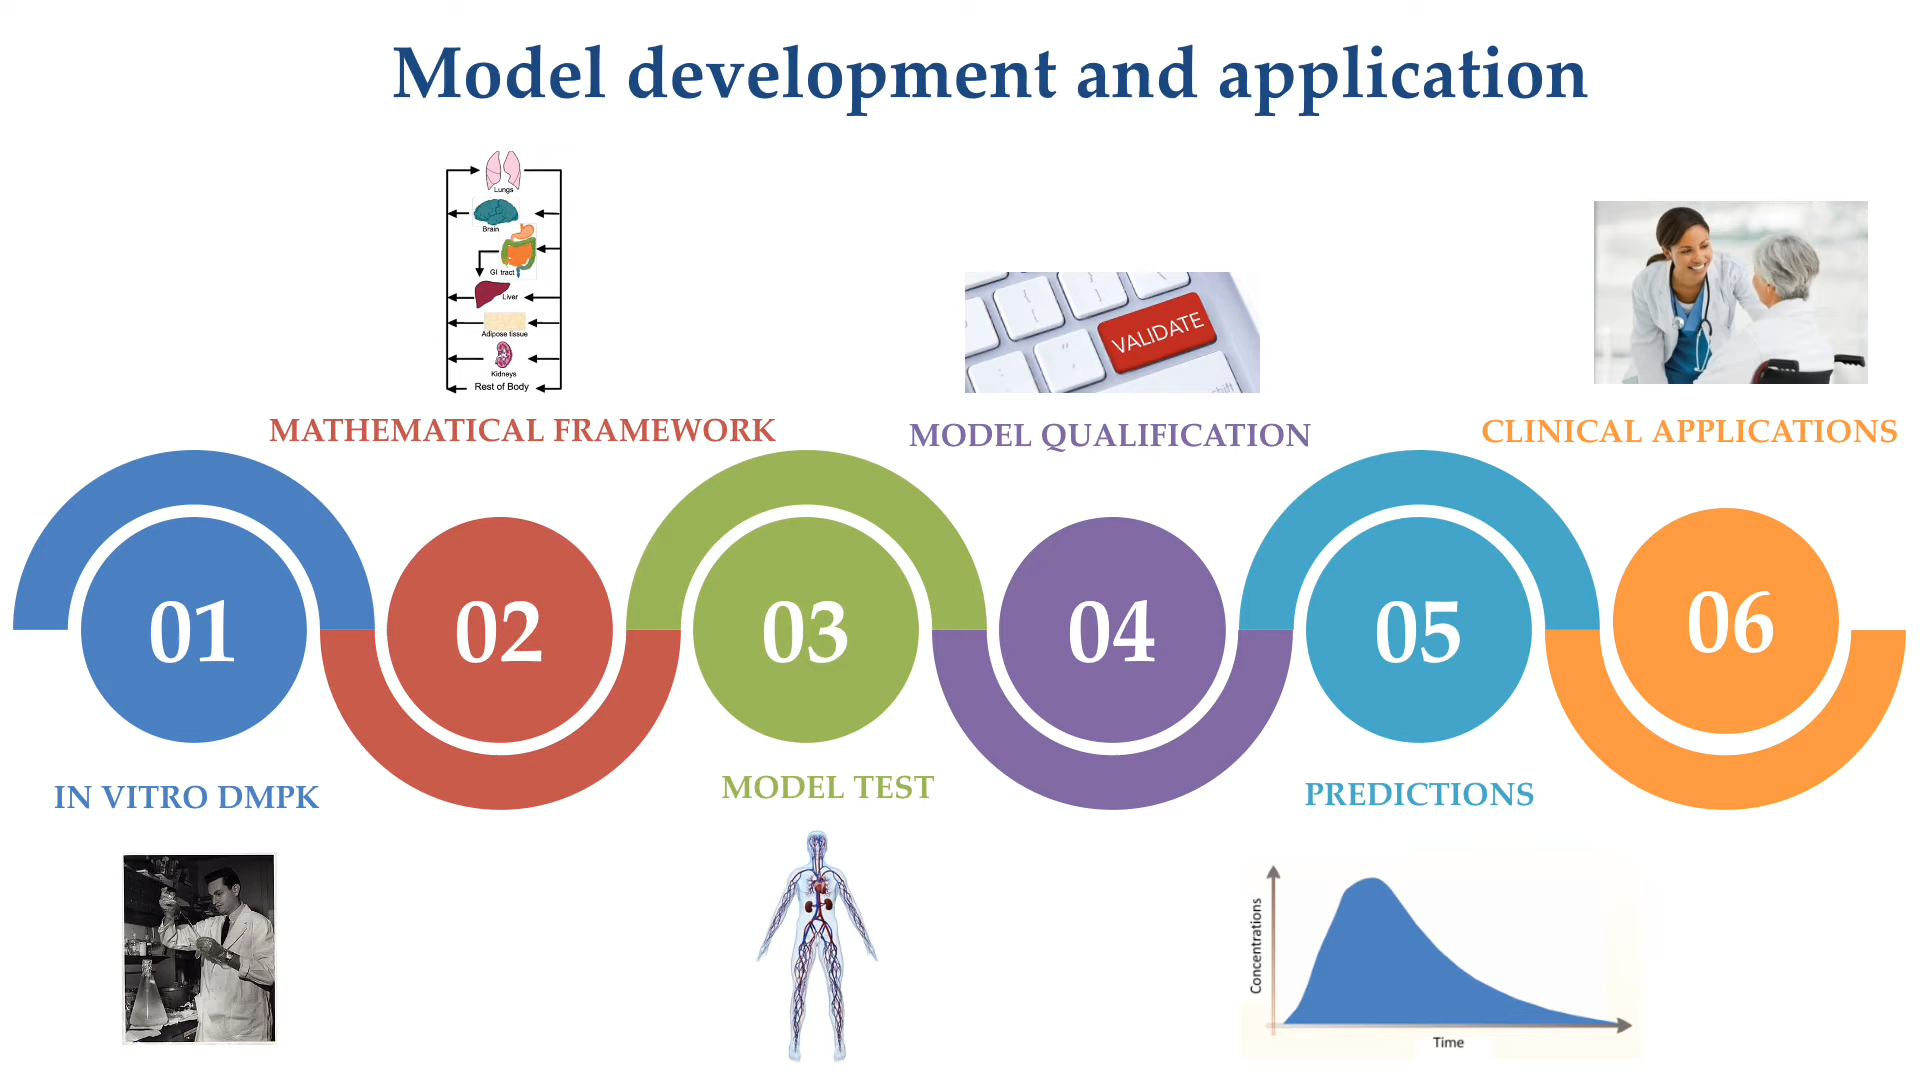 Model development and application
Lungs
Brain
GI tract
Liver
Adipose tissue
Kidneys
Rest of Body
VALIDATE
shift
MATHEMATICAL FRAMEWORK
MODEL QUALIFICATION
CLINICAL APPLICATIONS
01
02
03
04
05
06
IN VITRO DMPK
MODEL TEST
PREDICTIONS
Concentrations
Time